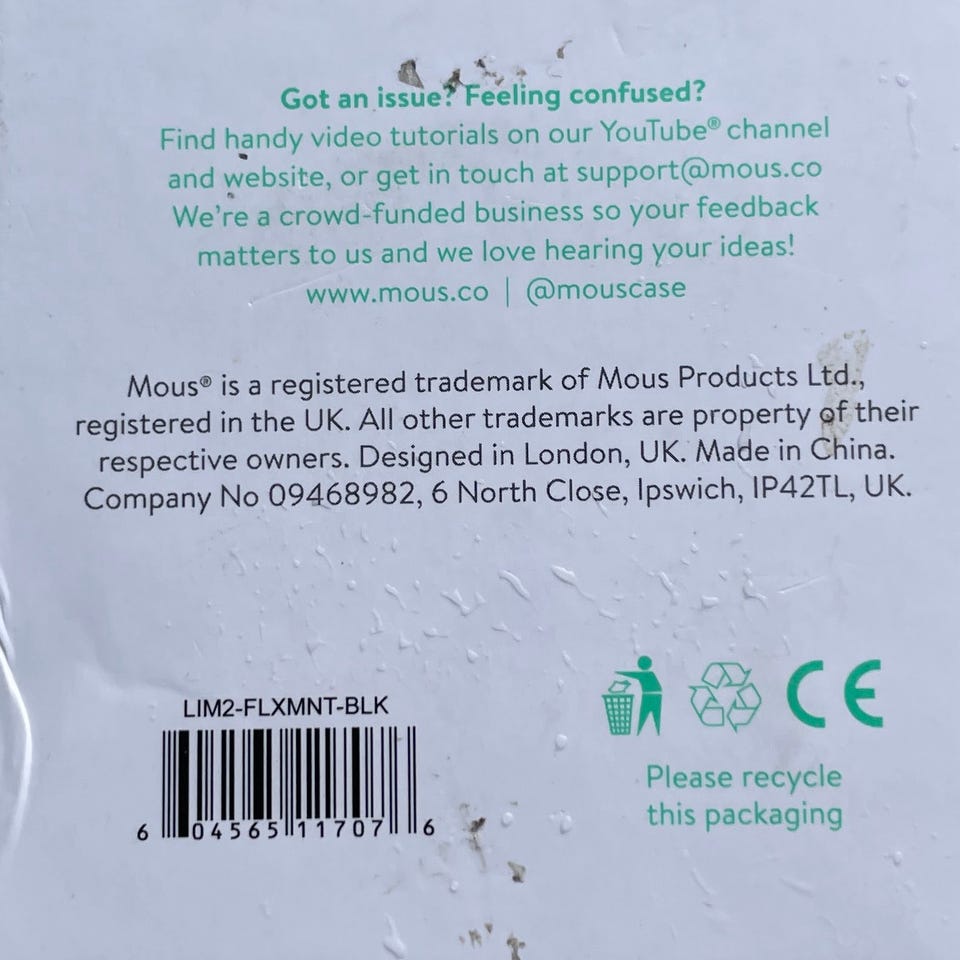 Got an issue? Feeling confused?
Find handy video tutorials on our YouTube® channel
and website, or get in touch at support@mous.co
We're a crowd-funded business so your feedback
matters to us and we love hearing your ideas!
www.mous.co | @mouscase
Mous® is a registered trademark of Mous Products Ltd.,
registered in the UK. All other trademarks are property of their
respective owners. Designed in London, UK. Made in China.
Company No 09468982, 6 North Close, Ipswich, IP42TL, UK.
LIM2-FLXMNT-BLK
6 04565 11707 6
CE
Please recycle
this packaging